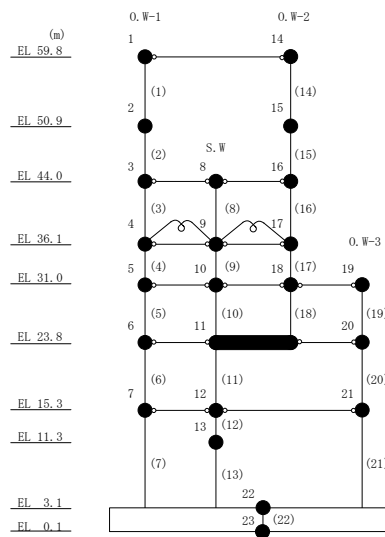 O.W-1 O.W-2
(m)
EL 59.8 1 14
(1) (14)
EL 50.9 2 15
(2) (15)
S.W
EL 44.0 3 8 16
(3) (8) (16)
EL 36.1 4 9 17
O.W-3
(4) (9) (17)
EL 31.0 5 10 18 19
(5) (10) (18) (19)
EL 23.8 6 11 20
(6) (11) (20)
EL 15.3 7 12 21
(12)
EL 11.3 13
(7) (13) (21)
EL 3.1 22
EL 0.1 23 (22)